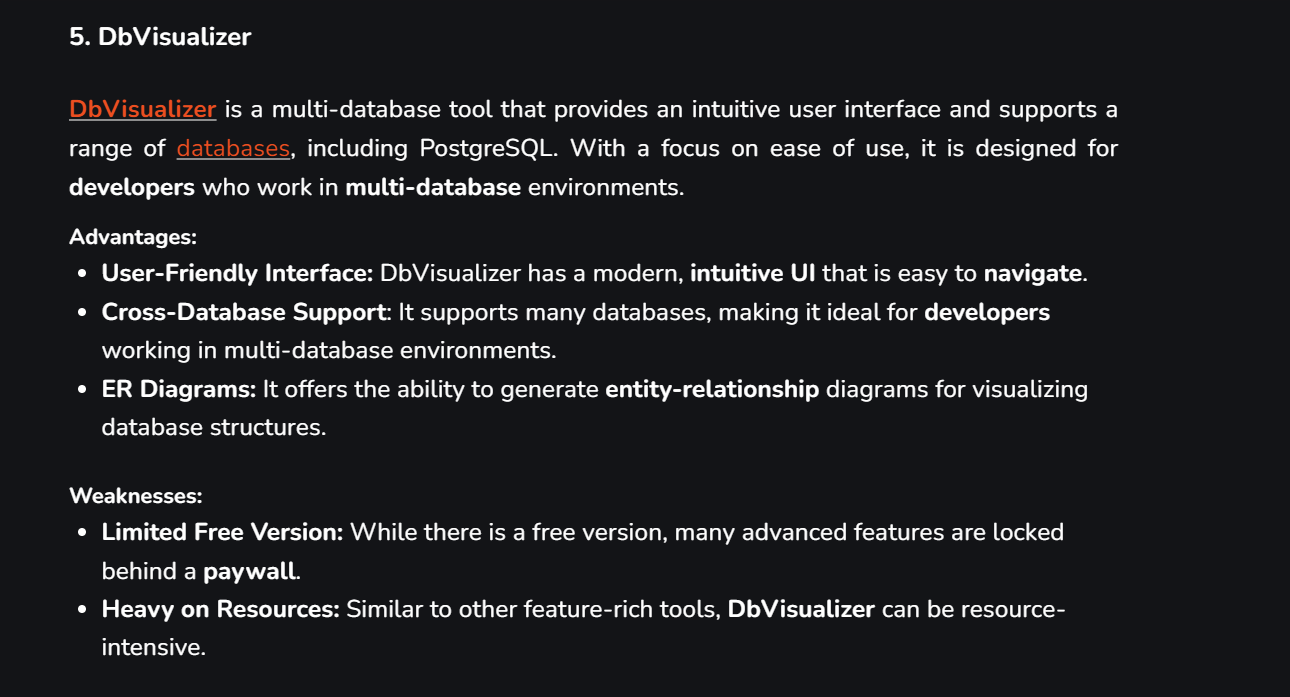 5. DbVisualizer
DbVisualizer is a multi-database tool that provides an intuitive user interface and supports a
range of databases, including PostgreSQL. With a focus on ease of use, it is designed for
developers who work in multi-database environments.
Advantages:
• User-Friendly Interface: DbVisualizer has a modern, intuitive UI that is easy to navigate.
• Cross-Database Support: It supports many databases, making it ideal for developers
working in multi-database environments.
• ER Diagrams: It offers the ability to generate entity-relationship diagrams for visualizing
database structures.
Weaknesses:
• Limited Free Version: While there is a free version, many advanced features are locked
behind a paywall.
• Heavy on Resources: Similar to other feature-rich tools, DbVisualizer can be resource-
intensive.